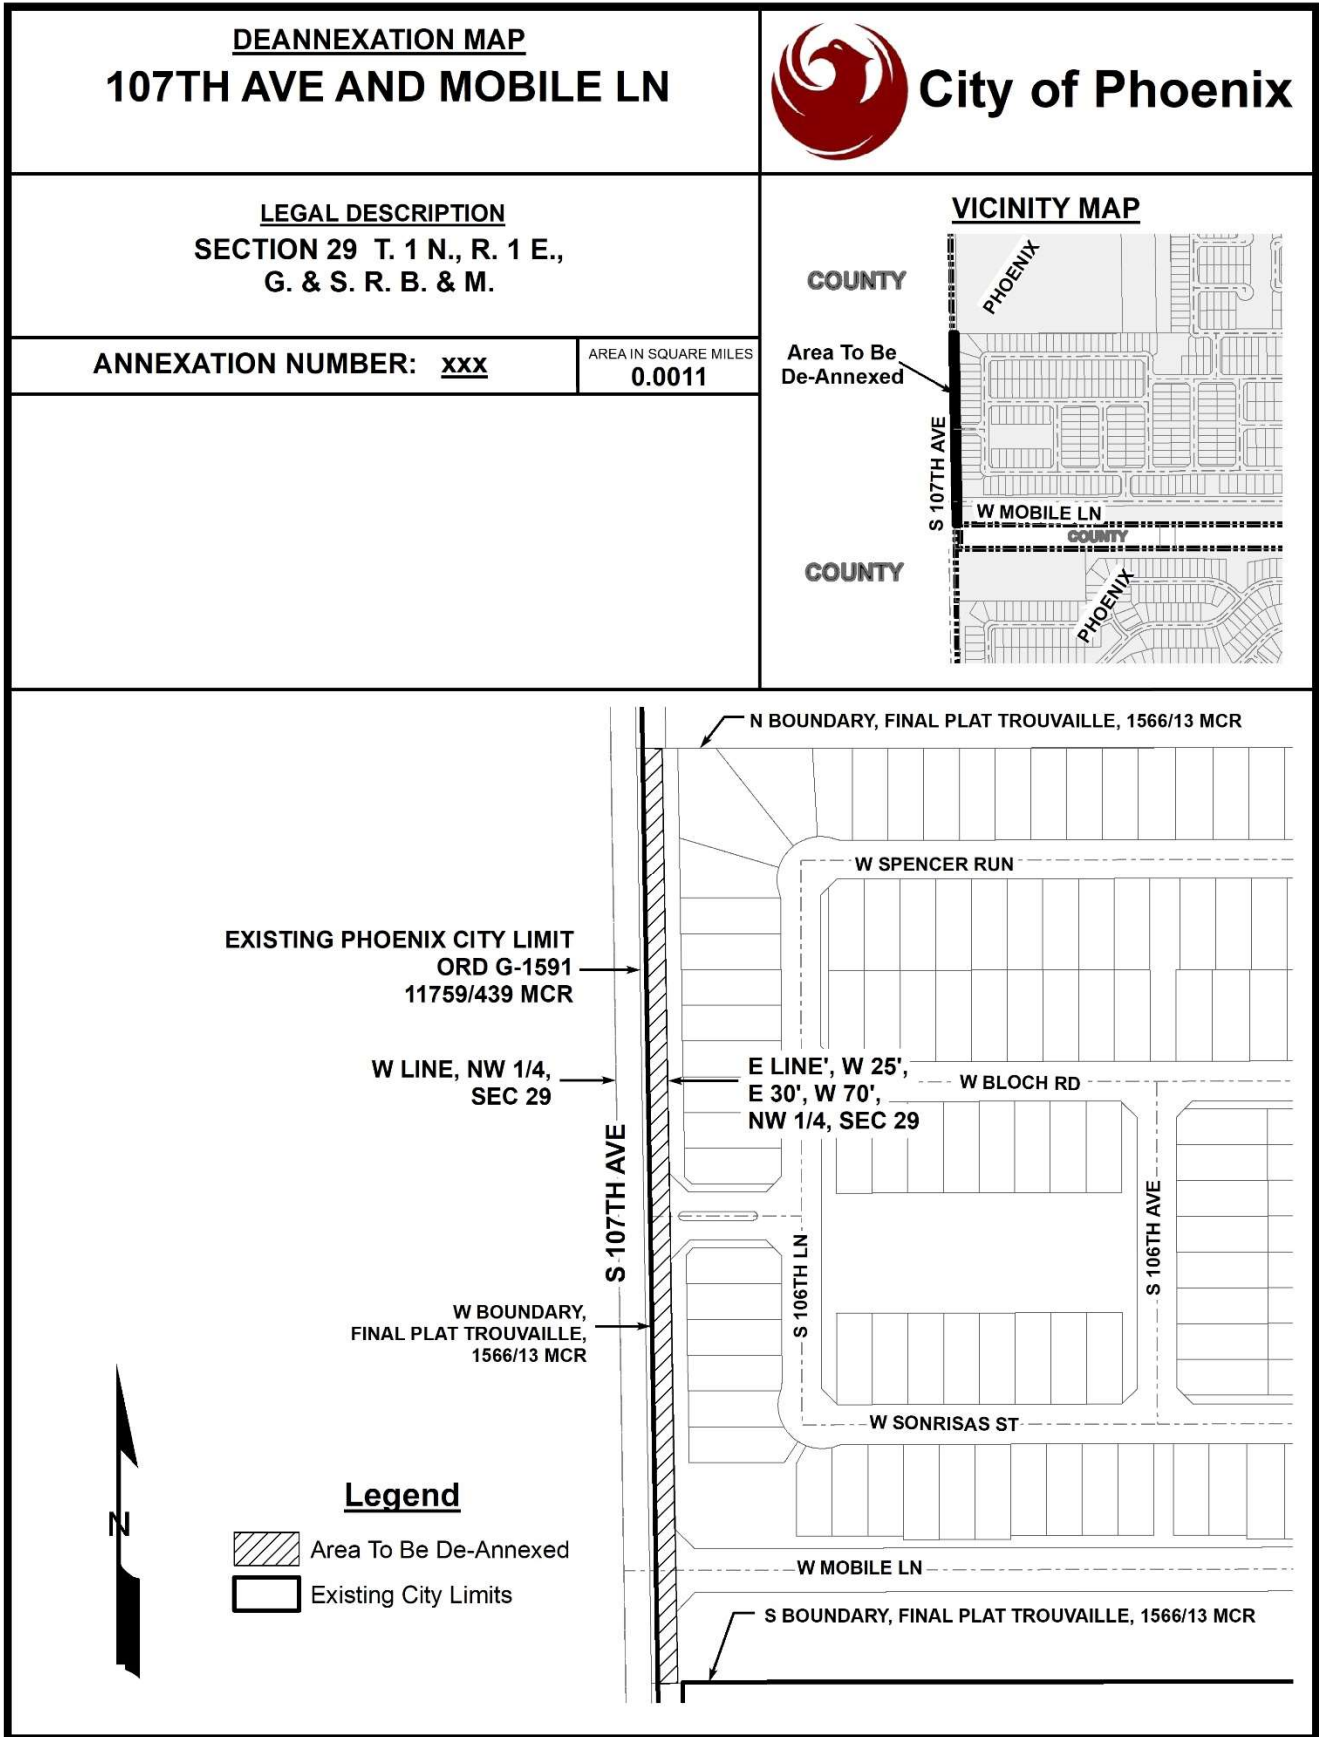 DEANNEXATION MAP
107TH AVE AND MOBILE LN
City of Phoenix
LEGAL DESCRIPTION
SECTION 29 T. 1 N., R. 1 E.,
G. & S. R. B. & M.
ANNEXATION NUMBER: xxx
AREA IN SQUARE MILES
0.0011
VICINITY MAP
COUNTY
PHOENIX
Area To Be
De-Annexed
S 107TH AVE
W MOBILE LN
COUNTY
COUNTY
PHOENIX
N BOUNDARY, FINAL PLAT TROUVAILLE, 1566/13 MCR
W SPENCER RUN
EXISTING PHOENIX CITY LIMIT
ORD G-1591
11759/439 MCR
W LINE, NW 1/4,
SEC 29
E LINE', W 25',
E 30', W 70',
NW 1/4, SEC 29
W BLOCH RD
S 107TH AVE
S 106TH LN
S 106TH AVE
W BOUNDARY,
FINAL PLAT TROUVAILLE,
1566/13 MCR
W SONRISAS ST
N
Legend
Area To Be De-Annexed
Existing City Limits
W MOBILE LN
S BOUNDARY, FINAL PLAT TROUVAILLE, 1566/13 MCR